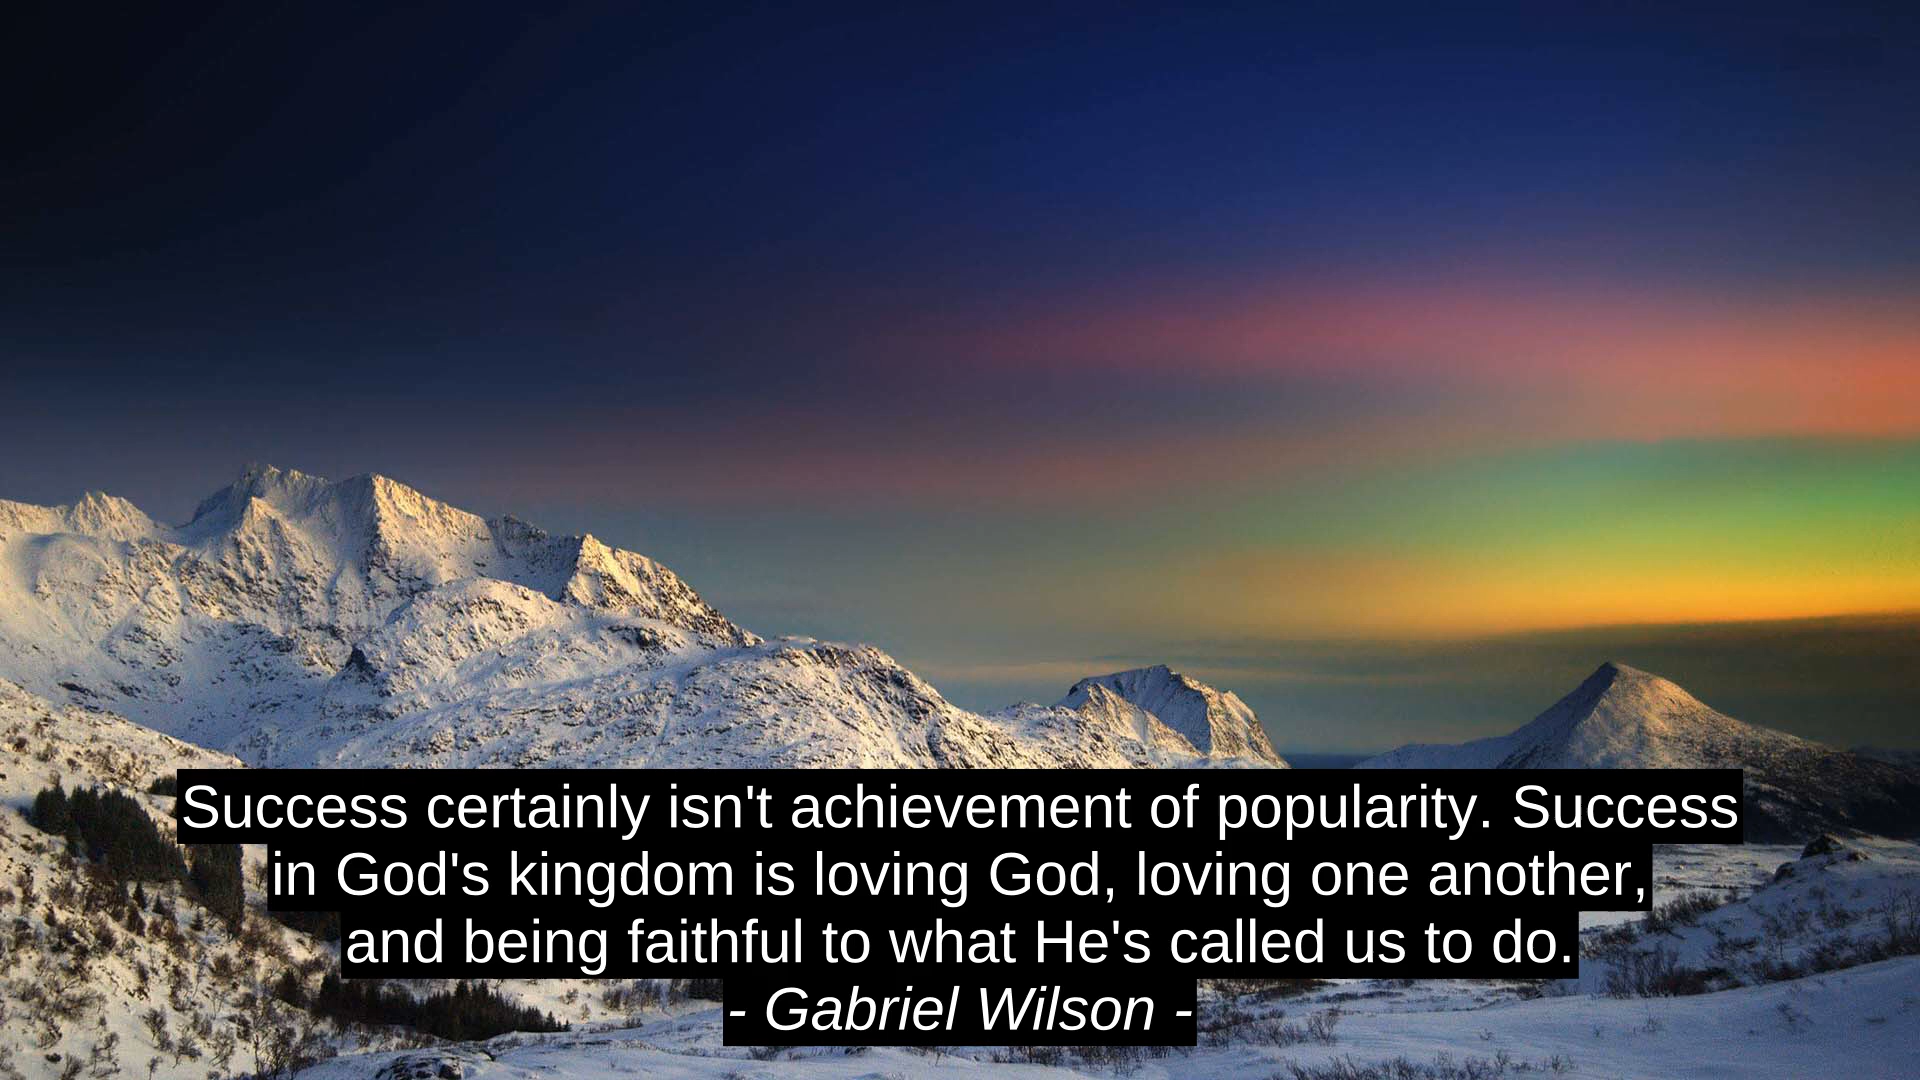 Success certainly isn't achievement of popularity. Success
in God's kingdom is loving God, loving one another,
and being faithful to what He's called us to do.
- Gabriel Wilson -